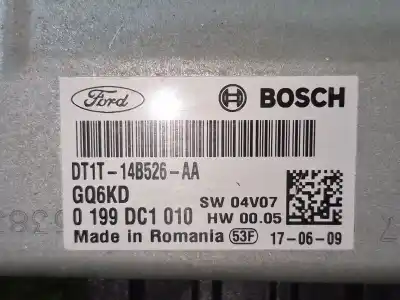 Ford BOSCH
DT1T-14B526-AA
GQ6KD SW 04V07
0 199 DC1 010 HW 00.05
Made in Romania 53F 17-06-09